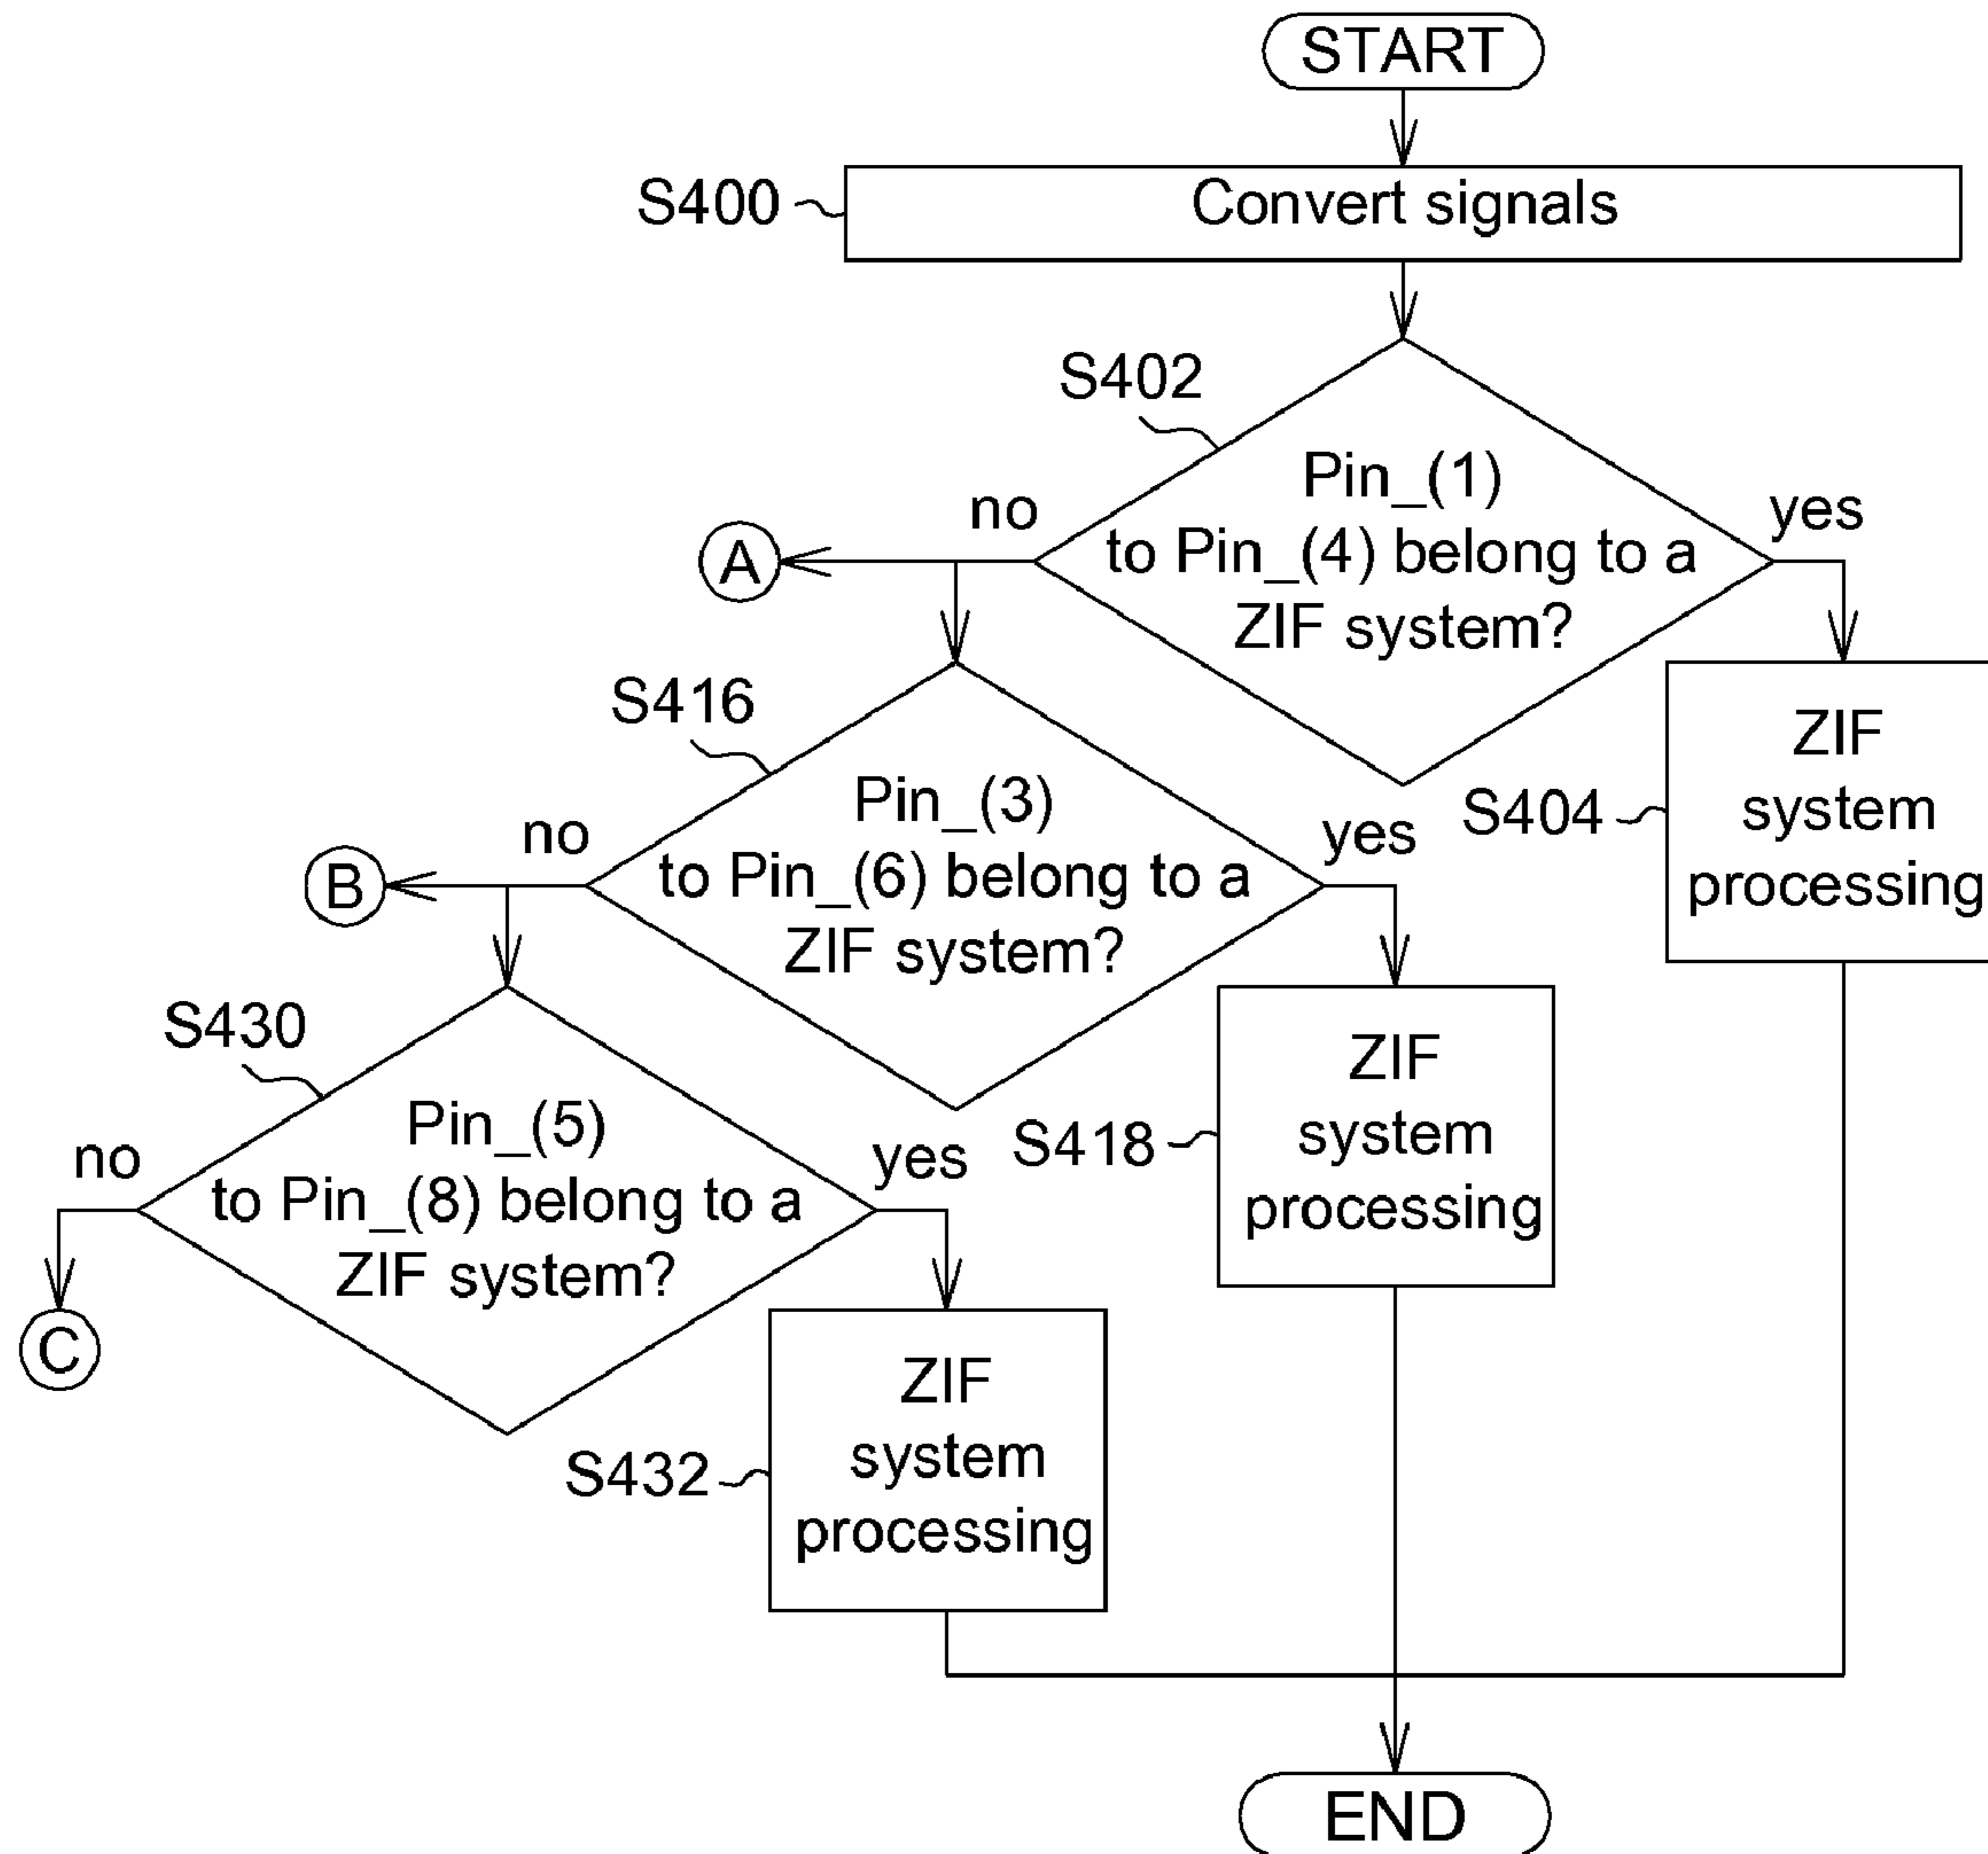 START
S400
Convert signals
S402
Pin_(1)
to Pin_(4) belong to a
ZIF system?
no
yes
A
S404
ZIF
system
processing
S416
Pin_(3)
to Pin_(6) belong to a
ZIF system?
no
yes
B
S418
ZIF
system
processing
S430
Pin_(5)
to Pin_(8) belong to a
ZIF system?
no
yes
C
S432
ZIF
system
processing
END